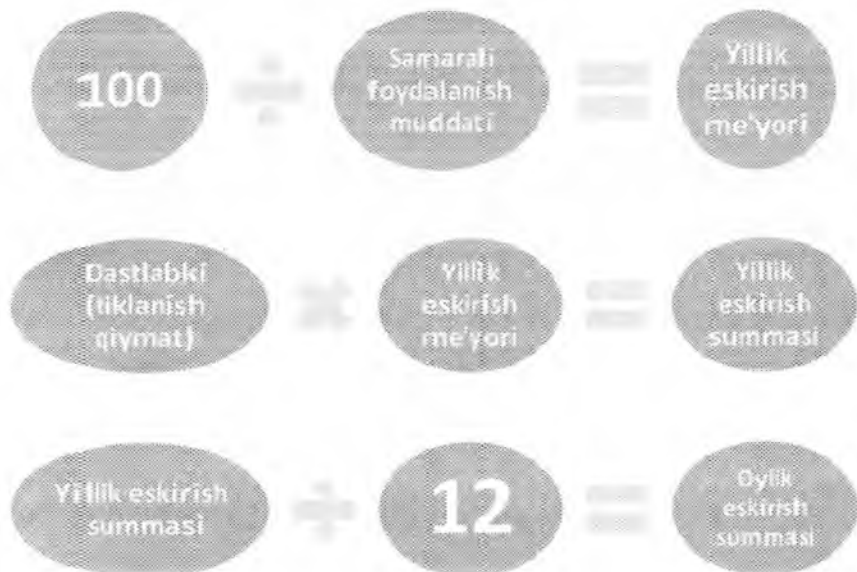 100
÷
Samarali
foydalanish
muddati
=
Yillik
eskirish
me'yori
Dastlabki
(tiklanish
qiymat)
×
Yillik
eskirish
me'yori
=
Yillik
eskirish
summasi
Yillik eskirish
summasi
÷
12
=
Oylik
eskirish
summasi